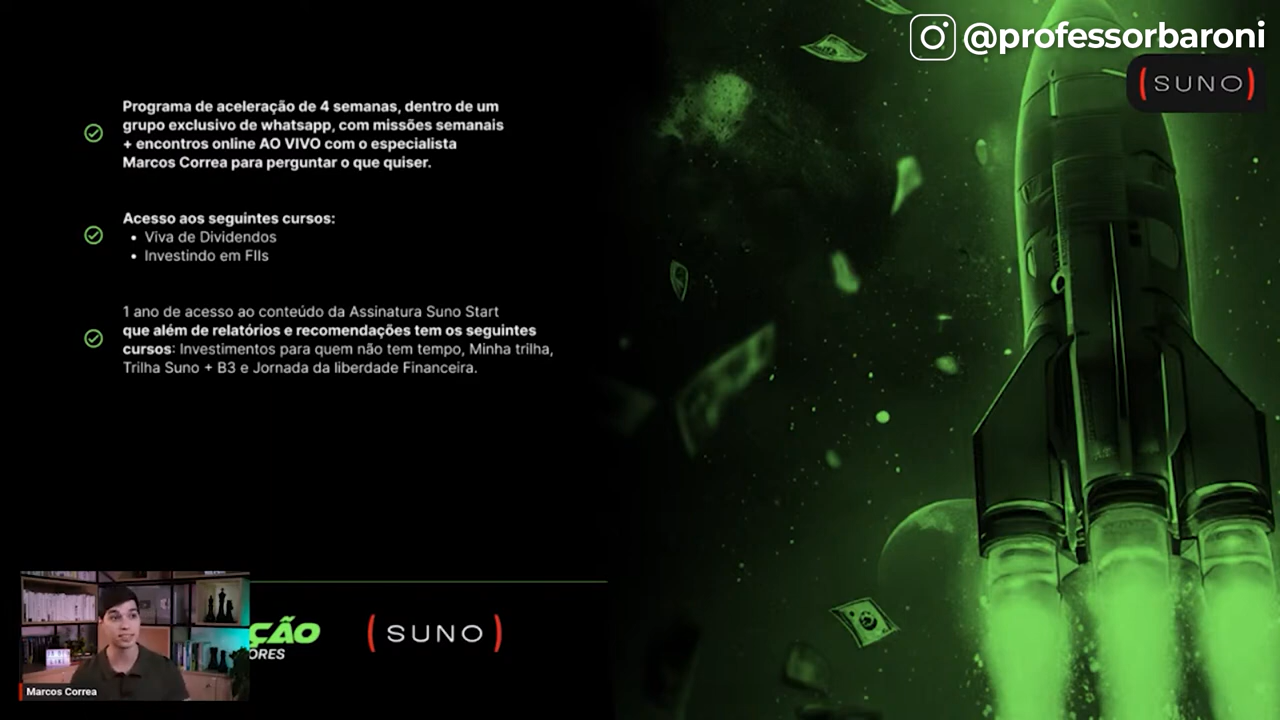 @professorbaroni
(SUNO)
Programa de aceleração de 4 semanas, dentro de um
grupo exclusivo de whatsapp, com missões semanais
+ encontros online AO VIVO com o especialista
Marcos Correa para perguntar o que quiser.
Acesso aos seguintes cursos:
• Viva de Dividendos
• Investindo em FIIs
1 ano de acesso ao conteúdo da Assinatura Suno Start
que além de relatórios e recomendações tem os seguintes
cursos: Investimentos para quem não tem tempo, Minha trilha,
Trilha Suno + B3 e Jornada da liberdade Financeira.
ÇÃO
ORES
(SUNO)
Marcos Correa